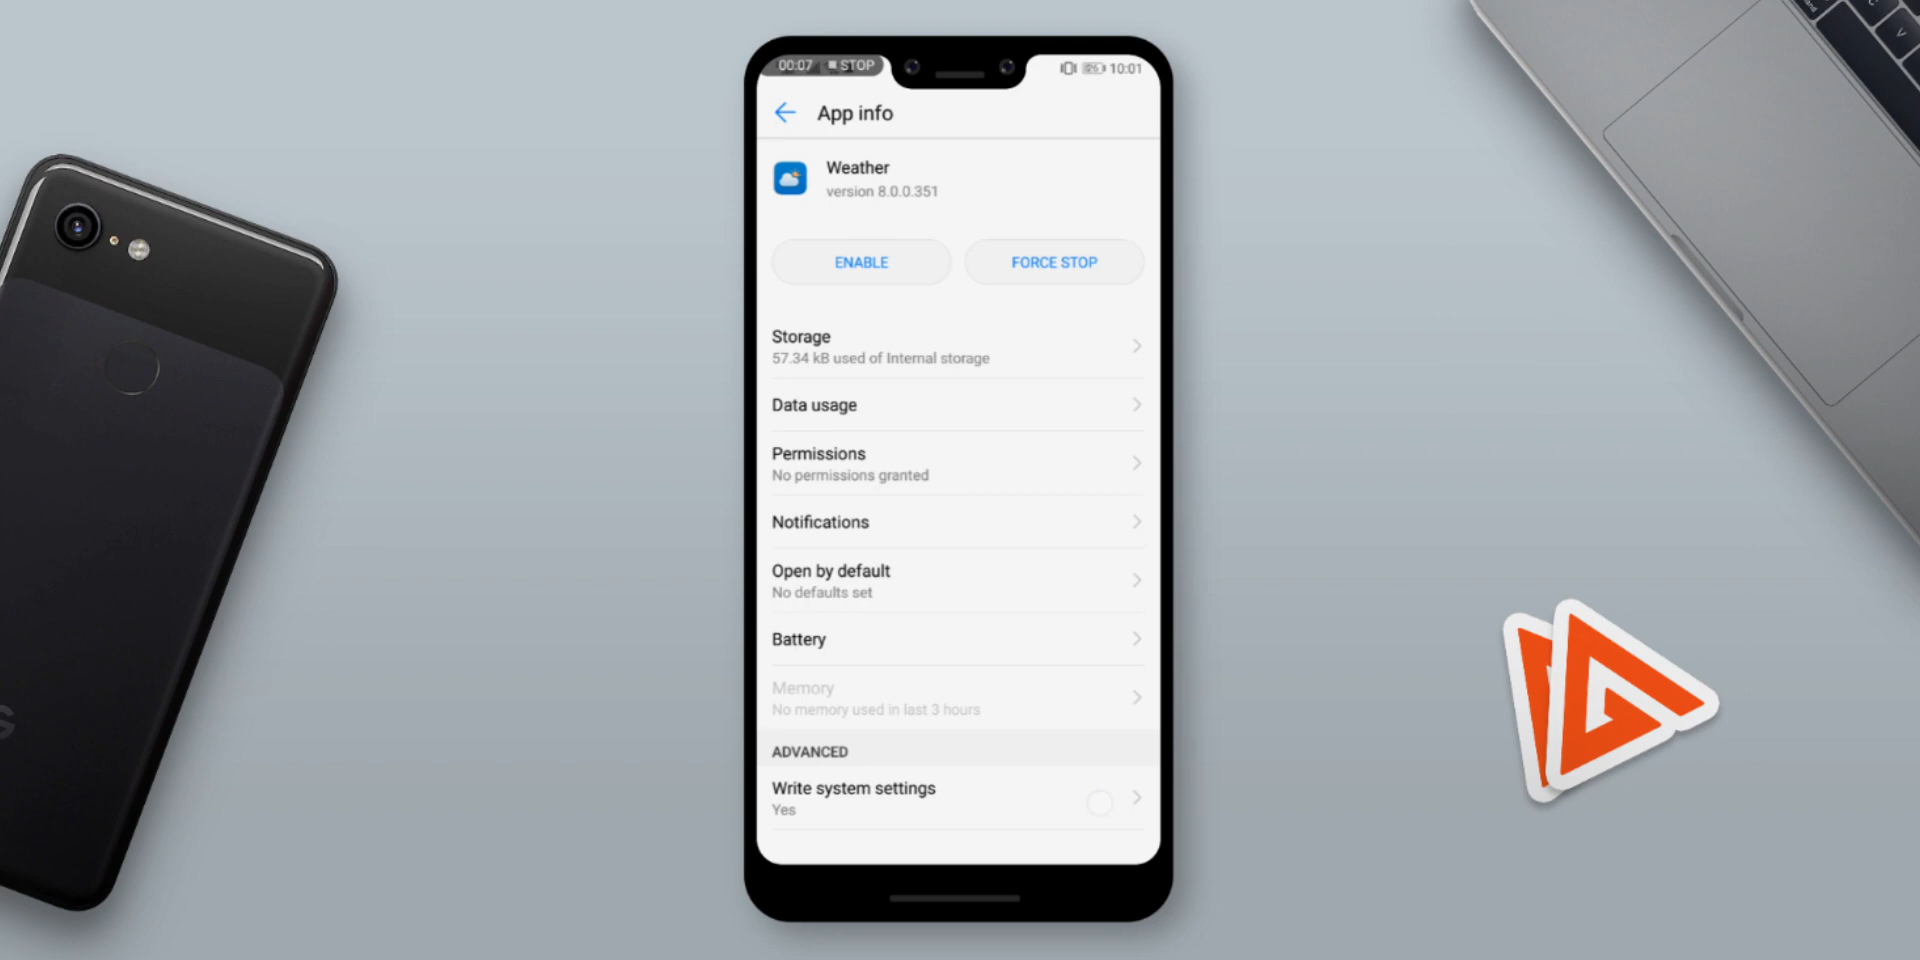 00:07 STOP
10:01
App info
Weather
version 8.0.0.351
ENABLE
FORCE STOP
Storage
57.34 kB used of Internal storage
Data usage
Permissions
No permissions granted
Notifications
Open by default
No defaults set
Battery
Memory
No memory used in last 3 hours
ADVANCED
Write system settings
Yes